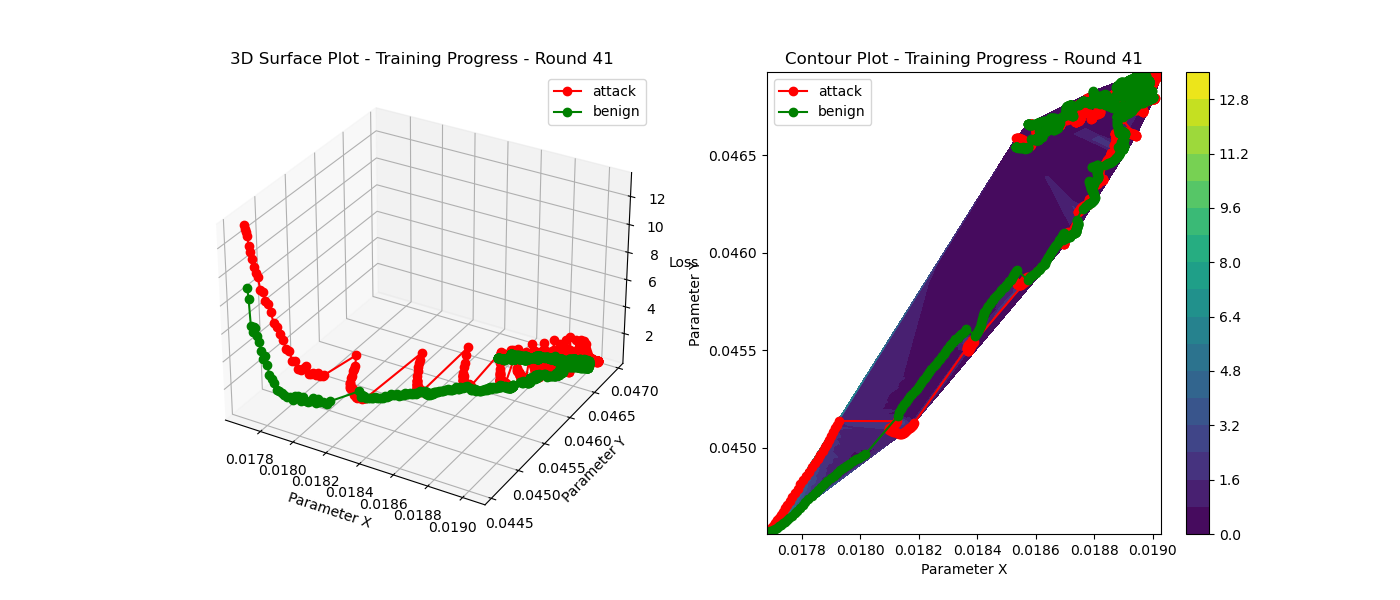 3D Surface Plot - Training Progress - Round 41
attack
benign
12
10
8
6
4
2
Loss
0.0470
0.0465
0.0460
0.0455
0.0450
0.0445
Parameter Y
0.0178
0.0180
0.0182
0.0184
0.0186
0.0188
0.0190
Parameter X
Contour Plot - Training Progress - Round 41
attack
benign
0.0465
0.0460
0.0455
0.0450
Parameter Y
0.0178 0.0180 0.0182 0.0184 0.0186 0.0188 0.0190
Parameter X
12.8
11.2
9.6
8.0
6.4
4.8
3.2
1.6
0.0